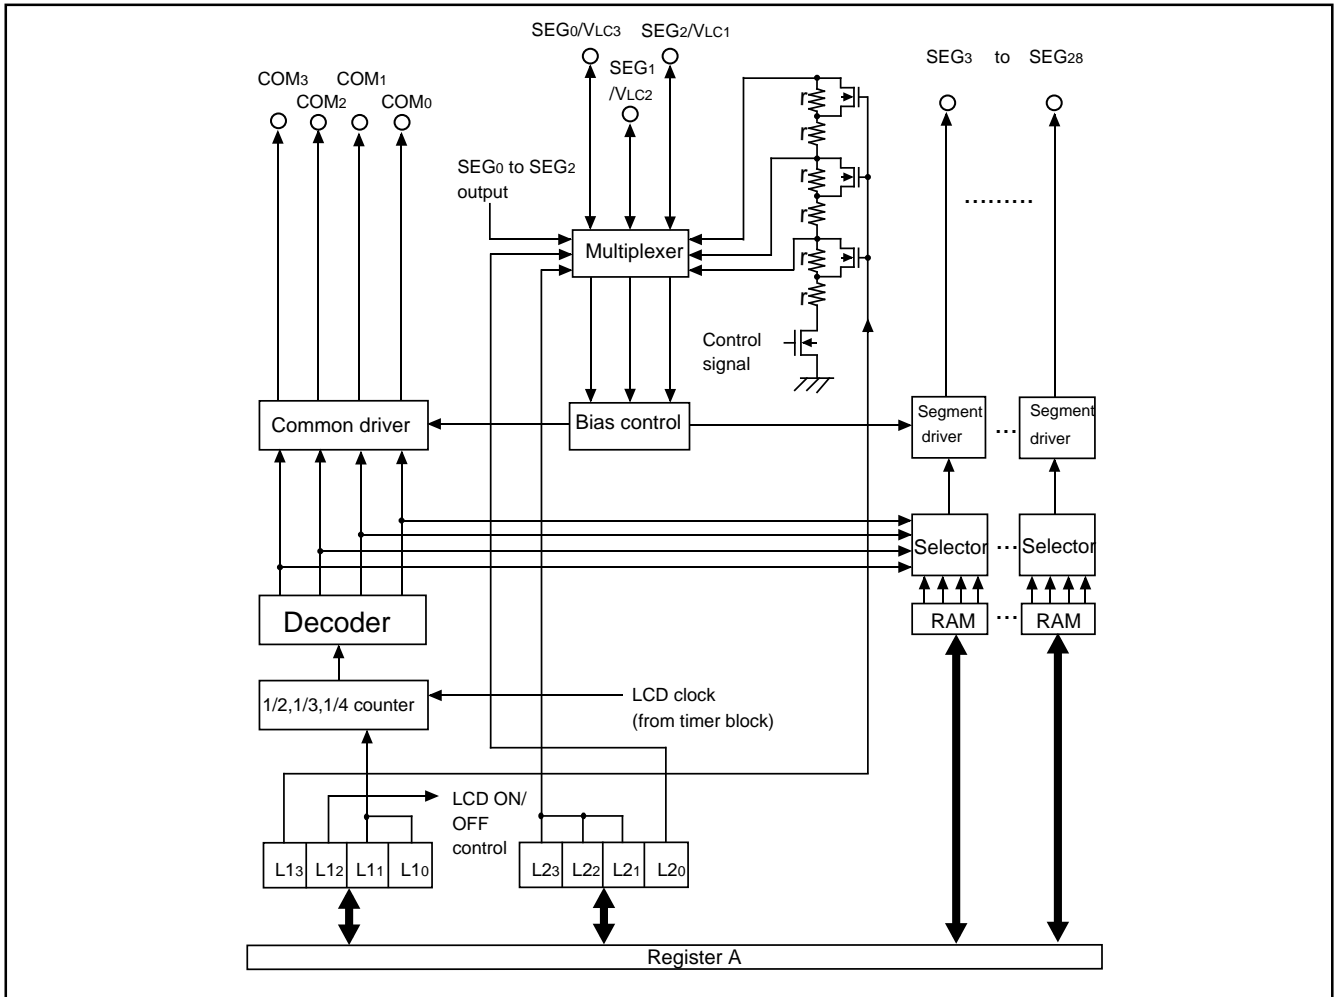 SEG0/VLC3
SEG2/VLC1
SEG3 to SEG28
SEG1
/VLC2
COM3
COM1
COM2
COM0
SEG0 to SEG2
output
r
r
r
r
r
r
Multiplexer
Control
signal
Common driver
Bias control
Segment
driver
...
Segment
driver
Selector
...
Selector
Decoder
RAM
...
RAM
1/2,1/3,1/4 counter
LCD clock
(from timer block)
LCD ON/
OFF
control
L13
L12
L11
L10
L23
L22
L21
L20
Register A